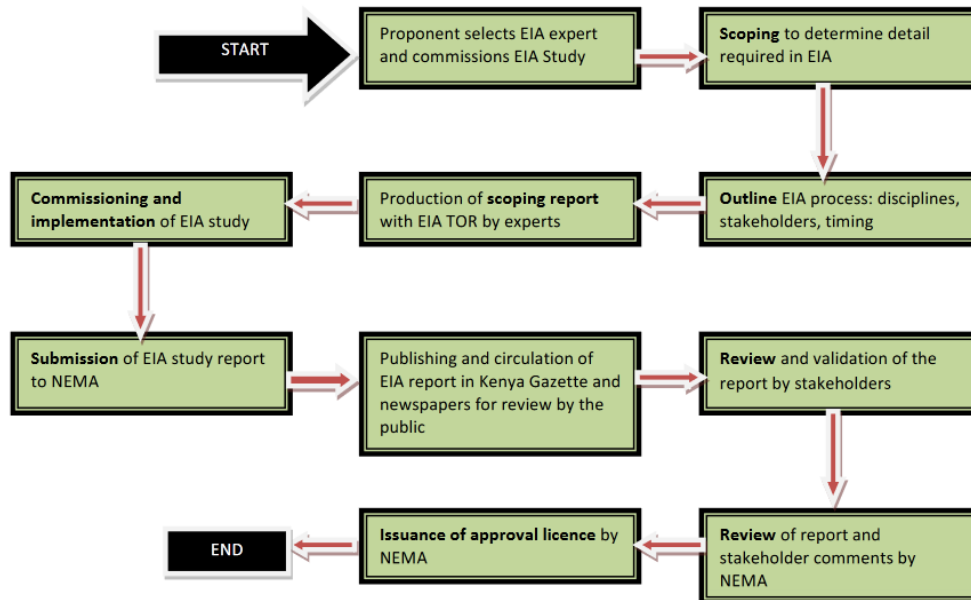 START
Proponent selects EIA expert
and commissions EIA Study
Scoping to determine detail
required in EIA
Outline EIA process: disciplines,
stakeholders, timing
Production of scoping report
with EIA TOR by experts
Commissioning and
implementation of EIA study
Submission of EIA study report
to NEMA
Publishing and circulation of
EIA report in Kenya Gazette and
newspapers for review by the
public
Review and validation of the
report by stakeholders
Review of report and
stakeholder comments by
NEMA
Issuance of approval licence by
NEMA
END